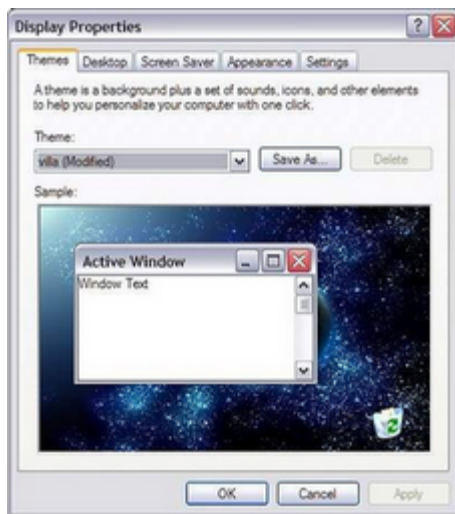 Display Properties
Themes Desktop Screen Saver Appearance Settings
A theme is a background plus a set of sounds, icons, and other elements
to help you personalize your computer with one click.
Theme:
villa (Modified) Save As... Delete
Sample:
Active Window
Window Text
OK Cancel Apply